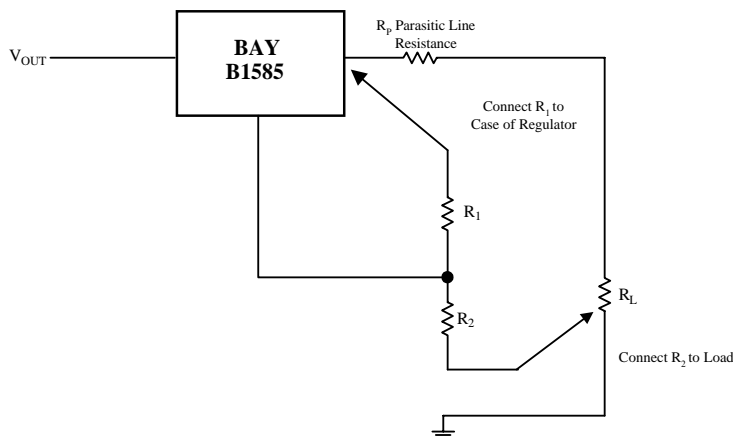 R_P Parasitic Line
Resistance
V_OUT
BAY
B1585
Connect R_1 to
Case of Regulator
R_1
R_L
R_2
Connect R_2 to Load